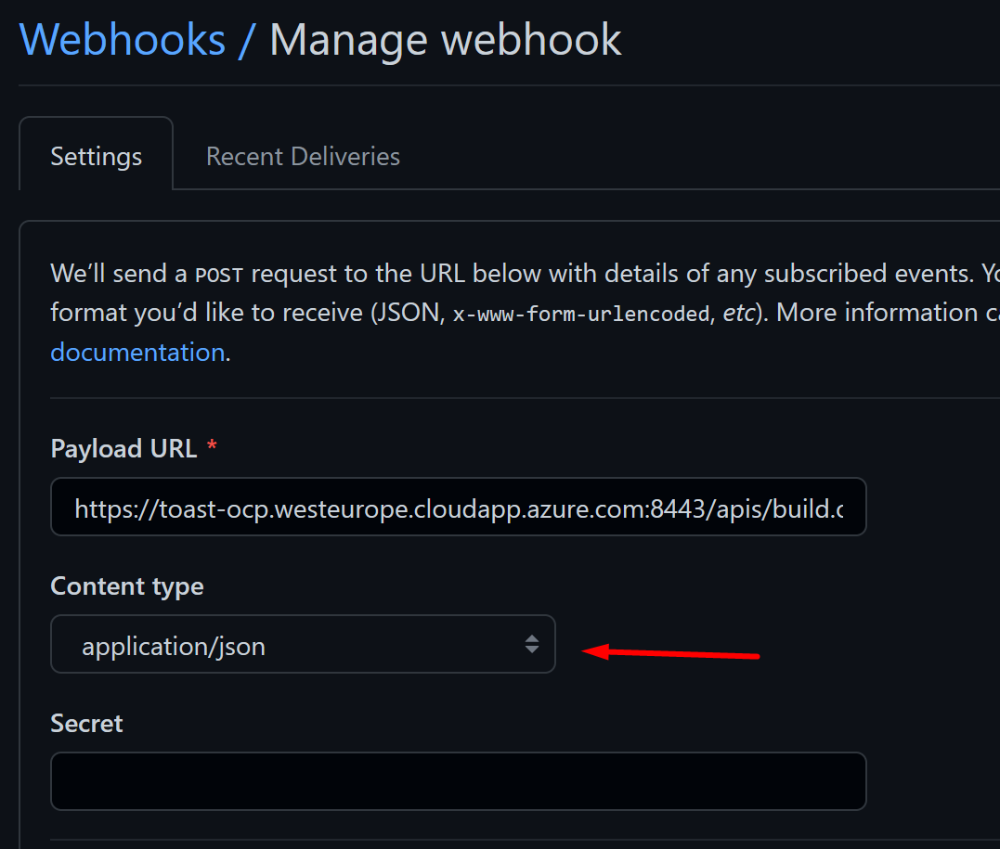 Webhooks / Manage webhook
Settings
Recent Deliveries
We’ll send a POST request to the URL below with details of any subscribed events.
format you’d like to receive (JSON, x-www-form-urlencoded, etc). More information
documentation.
Payload URL *
https://toast-ocp.westeurope.cloudapp.azure.com:8443/apis/build.c
Content type
application/json
Secret